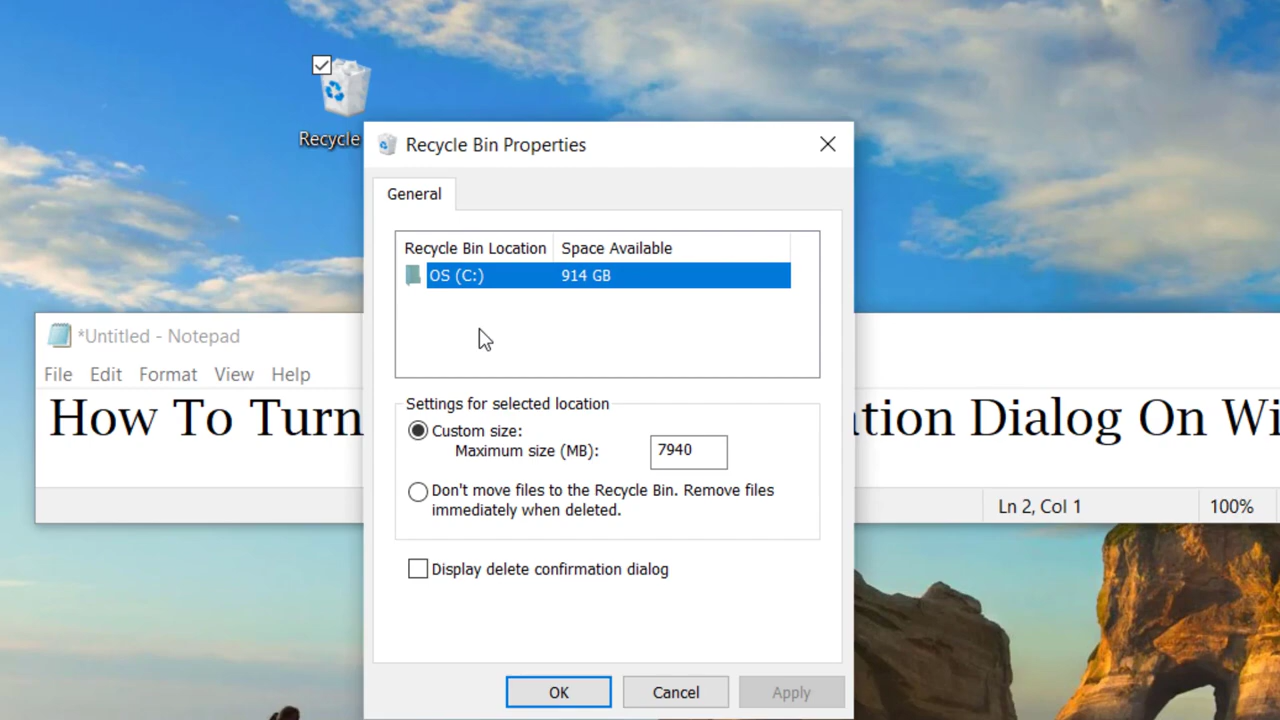 Recycle
Recycle Bin Properties
General
Recycle Bin Location Space Available
OS (C:) 914 GB
*Untitled - Notepad
File Edit Format View Help
How To Turn
tion Dialog On Wi
Settings for selected location
Custom size:
Maximum size (MB): 7940
Don't move files to the Recycle Bin. Remove files
immediately when deleted.
Ln 2, Col 1 100%
Display delete confirmation dialog
OK Cancel Apply